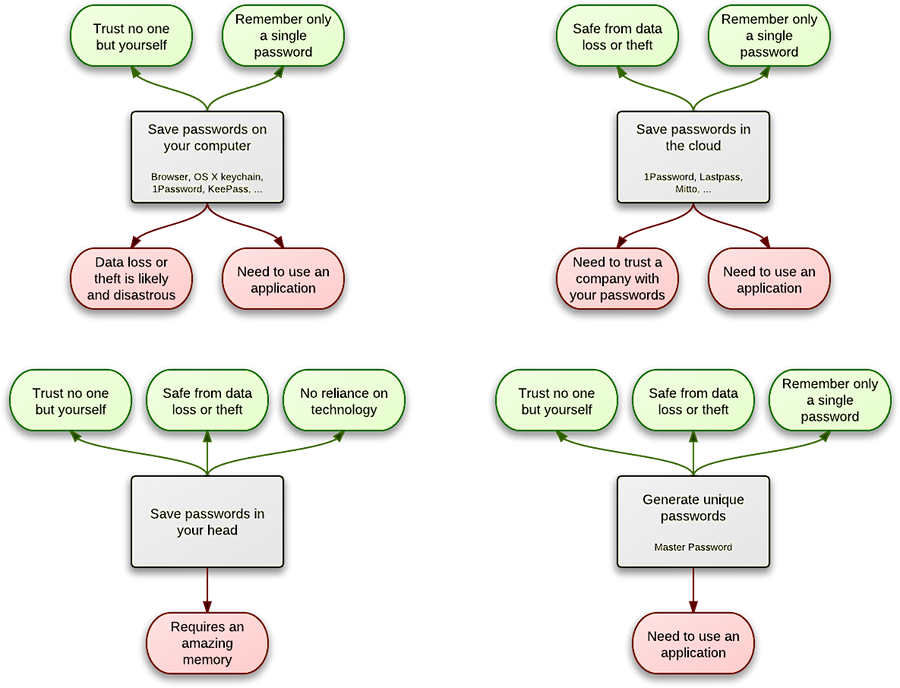 Trust no one
but yourself
Remember only
a single
password
Save passwords on
your computer
Browser, OS X keychain,
1Password, KeePass, ...
Data loss or
theft is likely
and disastrous
Need to use an
application
Safe from data
loss or theft
Remember only
a single
password
Save passwords in
the cloud
1Password, Lastpass,
Mitto, ...
Need to trust a
company with
your passwords
Need to use an
application
Trust no one
but yourself
Safe from data
loss or theft
No reliance on
technology
Save passwords in
your head
Requires an
amazing
memory
Trust no one
but yourself
Safe from data
loss or theft
Remember only
a single
password
Generate unique
passwords
Master Password
Need to use an
application